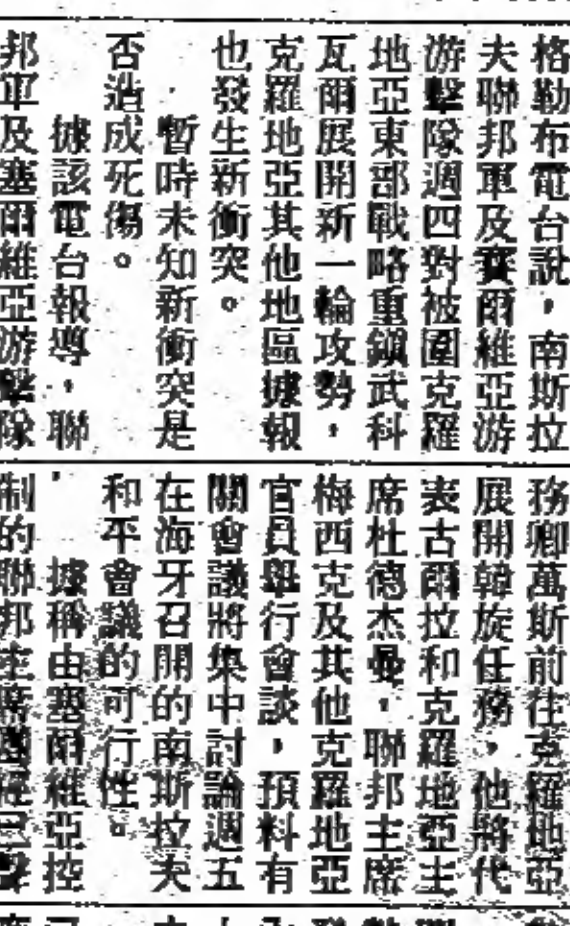 格勒布電台說，南斯拉
夫聯邦軍及賽爾維亞游
游擊隊週四對被圍克羅
地亞東部戰略重鎮武科
瓦爾展開新一輪攻勢，
克羅地亞其他地區據報
也發生新衝突。
暫時未知新衝突是
否造成死傷。
據該電台報導，聯
邦軍及塞爾維亞游擊隊
務卿萬斯前往克羅地亞
展開韓旋任務，他將代
表古爾拉和克羅地亞主
席杜德杰曼，聯邦主席
梅西克及其他克羅地亞
官員舉行會談，預料有
關會議將集中討論週五
在海牙召開的南斯拉夫
和平會議的可行性。
據稱由塞爾維亞控
制的聯邦主席團經已聲